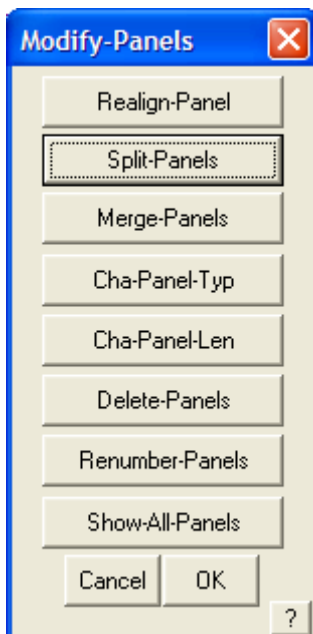 Modify-Panels
Realign-Panel
Split-Panels
Merge-Panels
Cha-Panel-Typ
Cha-Panel-Len
Delete-Panels
Renumber-Panels
Show-All-Panels
Cancel OK
?